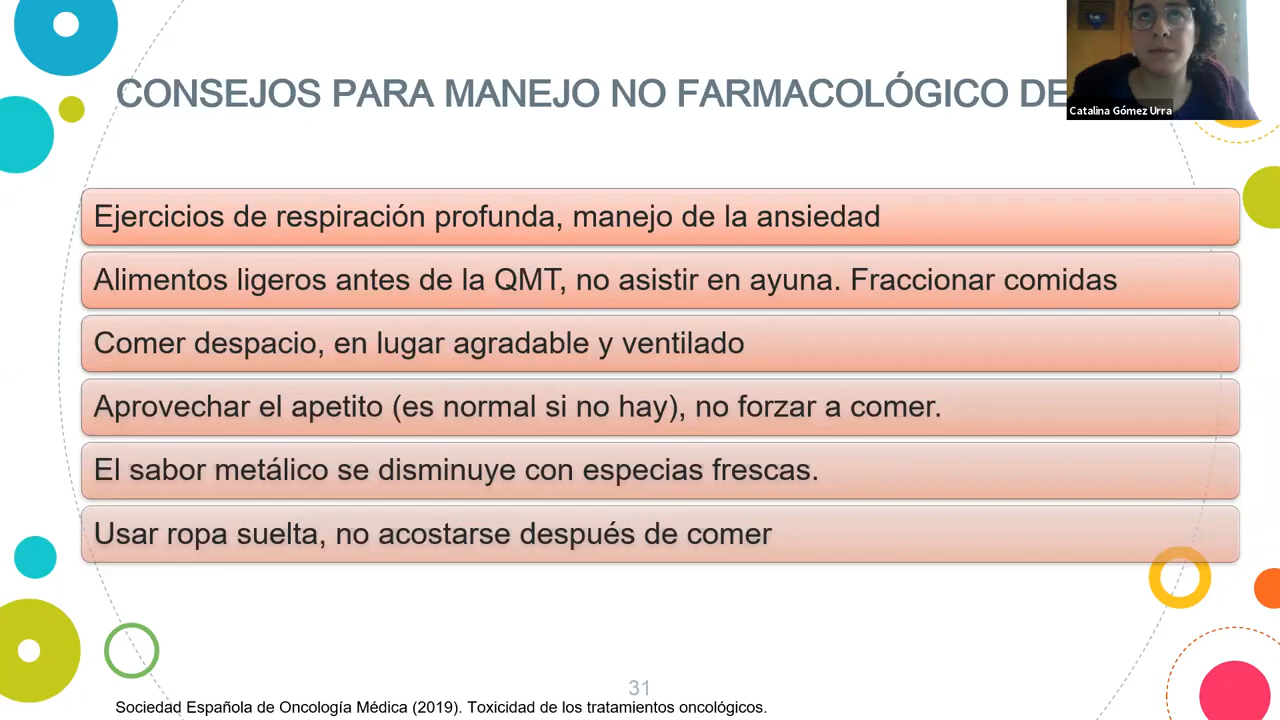 CONSEJOS PARA MANEJO NO FARMACOLÓGICO DE
Catalina Gómez Urra
Ejercicios de respiración profunda, manejo de la ansiedad
Alimentos ligeros antes de la QMT, no asistir en ayuna. Fraccionar comidas
Comer despacio, en lugar agradable y ventilado
Aprovechar el apetito (es normal si no hay), no forzar a comer.
El sabor metálico se disminuye con especias frescas.
Usar ropa suelta, no acostarse después de comer
31
Sociedad Española de Oncología Médica (2019). Toxicidad de los tratamientos oncológicos.